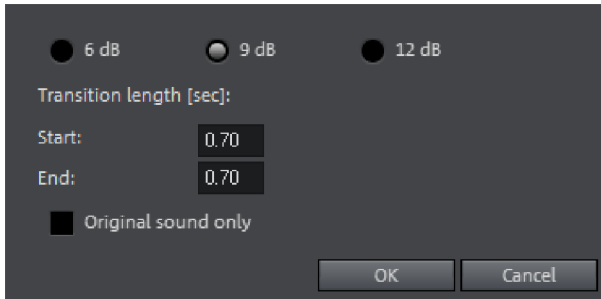 6 dB 9 dB 12 dB
Transition length [sec]:
Start: 0.70
End: 0.70
Original sound only
OK Cancel